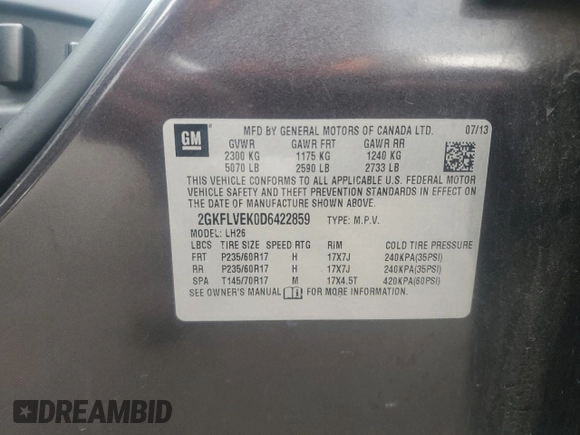 GM
MFD BY GENERAL MOTORS OF CANADA LTD. 07/13
GVWR GAWR FRT GAWR RR
2300 KG 1175 KG 1240 KG
5070 LB 2590 LB 2733 LB
THIS VEHICLE CONFORMS TO ALL APPLICABLE U.S. FEDERAL MOTOR
VEHICLE SAFETY AND THEFT PREVENTION STANDARDS IN EFFECT ON
THE DATE OF MANUFACTURE SHOWN ABOVE.
2GKFLVEK0D6422859 TYPE: M.P.V.
MODEL: LH26
LBCS TIRE SIZE SPEED RTG RIM COLD TIRE PRESSURE
FRT P235/60R17 H 17X7J 240KPA(35PSI)
RR P235/60R17 H 17X7J 240KPA(35PSI)
SPA T145/70R17 M 17X4.5T 420KPA(60PSI)
SEE OWNER'S MANUAL FOR MORE INFORMATION.
DREAMBID